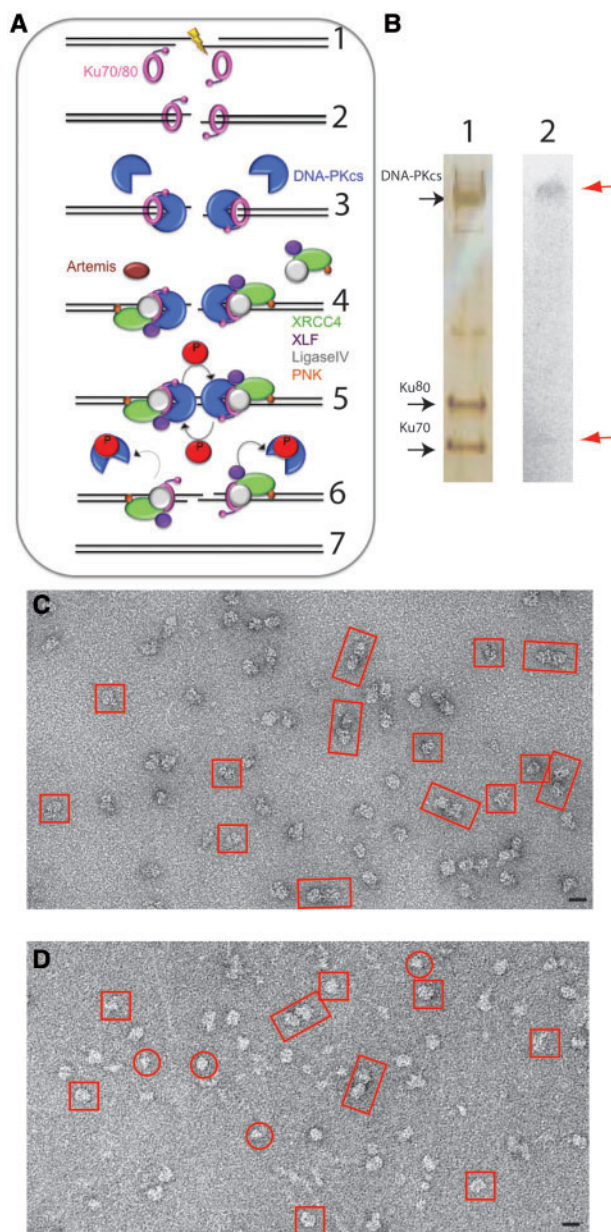 A
1
Ku70/80
2
DNA-PKcs
3
Artemis
4
XRCC4
XLF
LigaseIV
PNK
P
5
P
P
P
6
7
B
1
2
DNA-PKcs
Ku80
Ku70
C
D